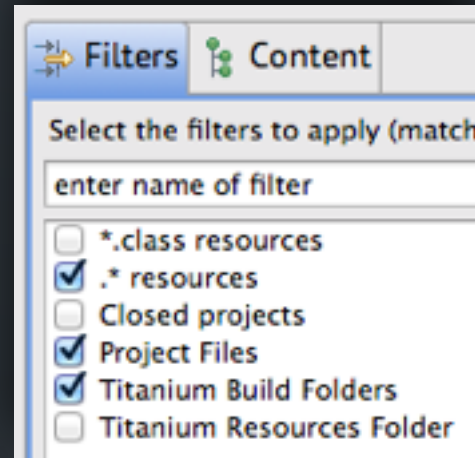 Filters Content
Select the filters to apply (match
enter name of filter
*.class resources
.* resources
Closed projects
Project Files
Titanium Build Folders
Titanium Resources Folder